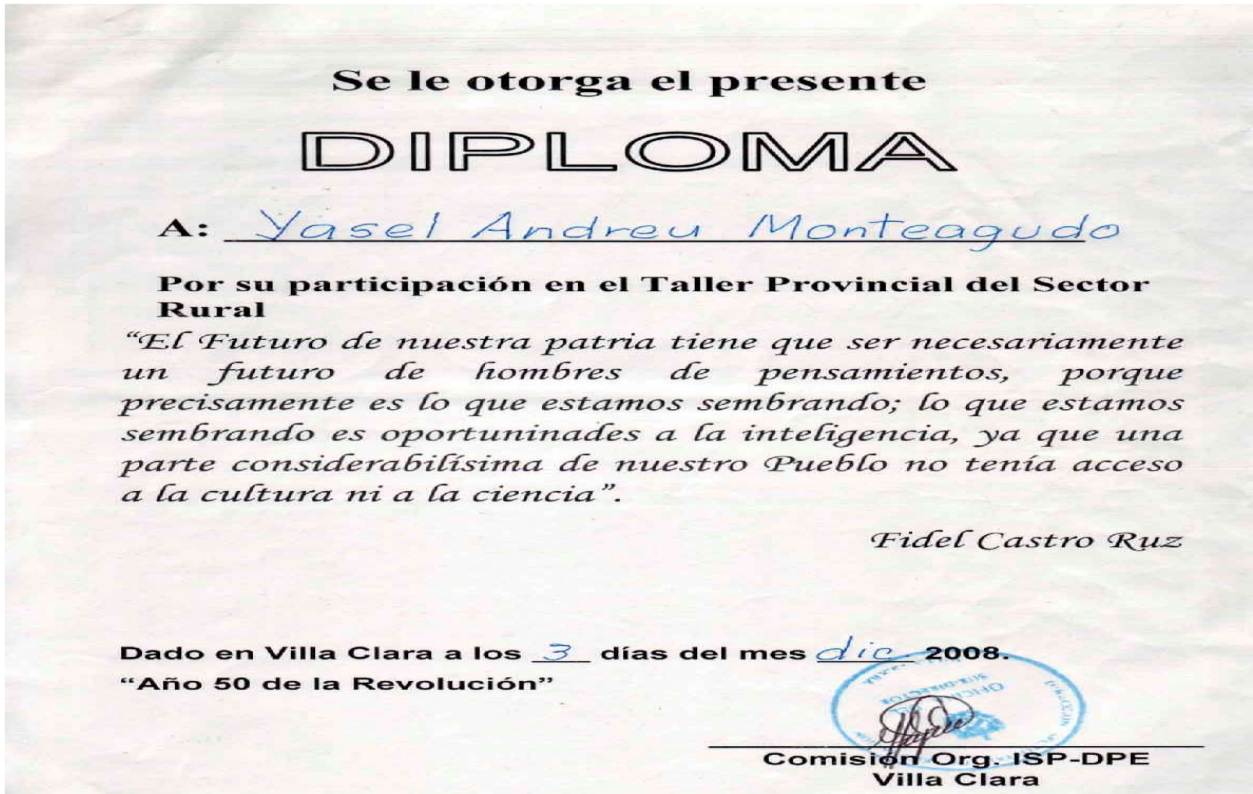 Se le otorga el presente
DIPLOMA
A: Yasel Andreu Monteagudo
Por su participación en el Taller Provincial del Sector
Rural
“El Futuro de nuestra patria tiene que ser necesariamente
un futuro de hombres de pensamientos, porque
precisamente es lo que estamos sembrando; lo que estamos
sembrando es oportuninades a la inteligencia, ya que una
parte considerabilísima de nuestro Pueblo no tenía acceso
a la cultura ni a la ciencia”.
Fidel Castro Ruz
Dado en Villa Clara a los 3 días del mes dic. 2008.
“Año 50 de la Revolución”
Comisión Org. ISP-DPE
Villa Clara